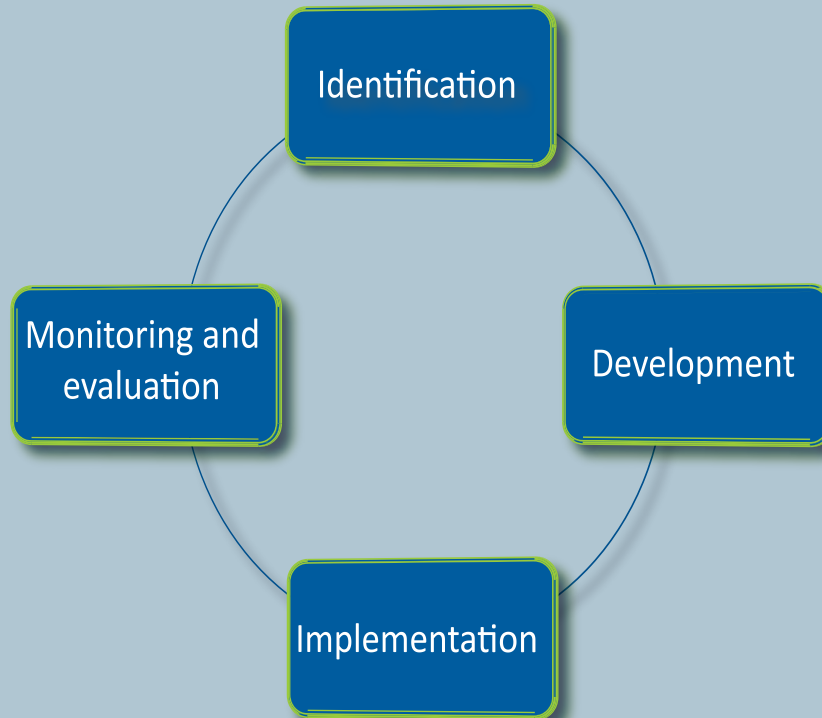 Identification
Development
Implementation
Monitoring and
evaluation